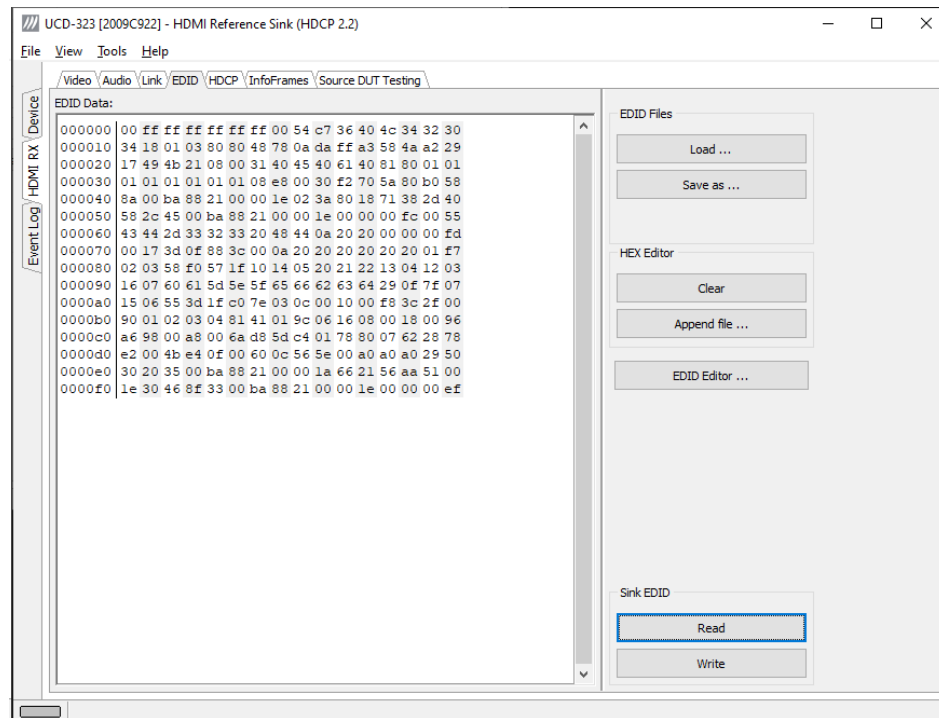 UCD-323 [2009C922] - HDMI Reference Sink (HDCP 2.2)
File View Tools Help
Video Audio Link EDID HDCP InfoFrames Source DUT Testing
Device
HDMI RX
Event Log
EDID Data:
000000 00 ff ff ff ff ff ff 00 54 c7 36 40 4c 34 32 30
000010 34 18 01 03 80 80 48 78 0a da ff a3 58 4a a2 29
000020 17 49 4b 21 08 00 31 40 45 40 61 40 81 80 01 01
000030 01 01 01 01 01 01 08 e8 00 30 f2 70 5a 80 b0 58
000040 8a 00 ba 88 21 00 00 1e 02 3a 80 18 71 38 2d 40
000050 58 2c 45 00 ba 88 21 00 00 1e 00 00 00 fc 00 55
000060 43 44 2d 33 32 33 20 48 44 0a 20 20 00 00 00 fd
000070 00 17 3d 0f 88 3c 00 0a 20 20 20 20 20 20 01 f7
000080 02 03 58 f0 57 1f 10 14 05 20 21 22 13 04 12 03
000090 16 07 60 61 5d 5e 5f 65 66 62 63 64 29 0f 7f 07
0000a0 15 06 55 3d 1f c0 7e 03 0c 00 10 00 f8 3c 2f 00
0000b0 90 01 02 03 04 81 41 01 9c 06 16 08 00 18 00 96
0000c0 a6 98 00 a8 00 6a d8 5d c4 01 78 80 07 62 28 78
0000d0 e2 00 4b e4 0f 00 60 0c 56 5e 00 a0 a0 a0 29 50
0000e0 30 20 35 00 ba 88 21 00 00 1a 66 21 56 aa 51 00
0000f0 1e 30 46 8f 33 00 ba 88 21 00 00 1e 00 00 00 ef
EDID Files
Load ...
Save as ...
HEX Editor
Clear
Append file ...
EDID Editor ...
Sink EDID
Read
Write